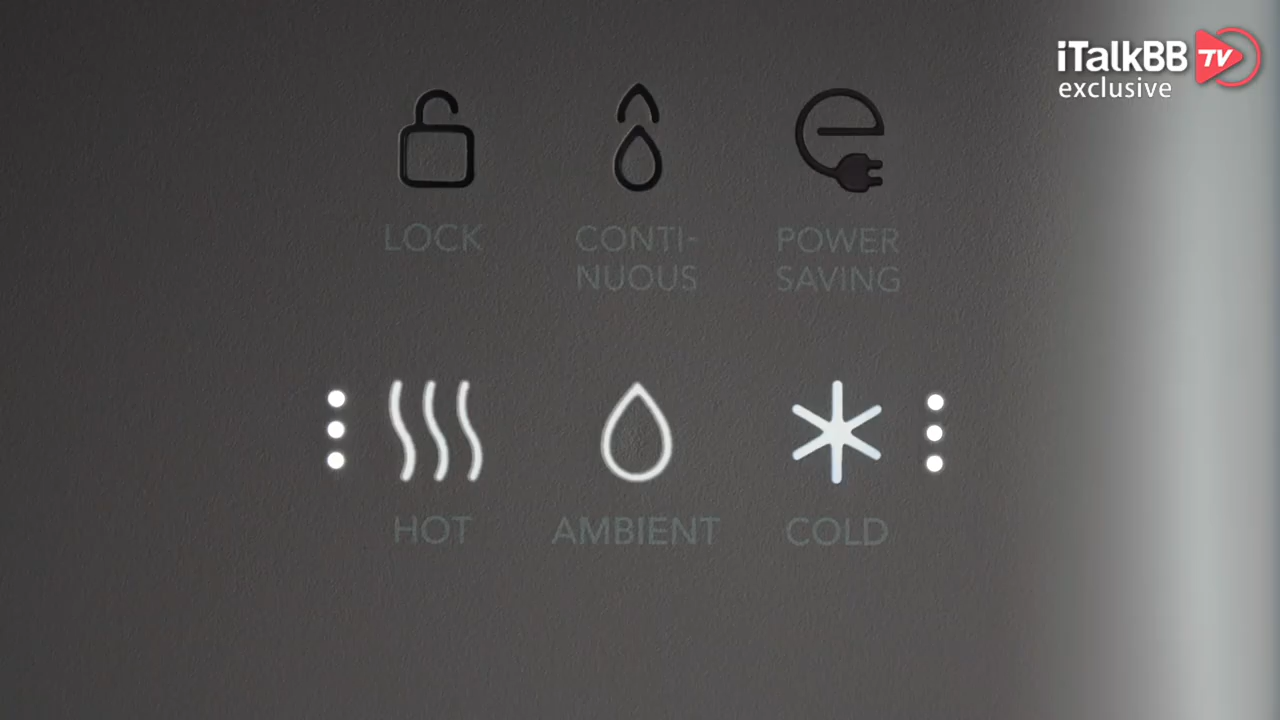 iTalkBB TV
exclusive
LOCK
CONTI-
NUOUS
POWER
SAVING
HOT
AMBIENT
COLD